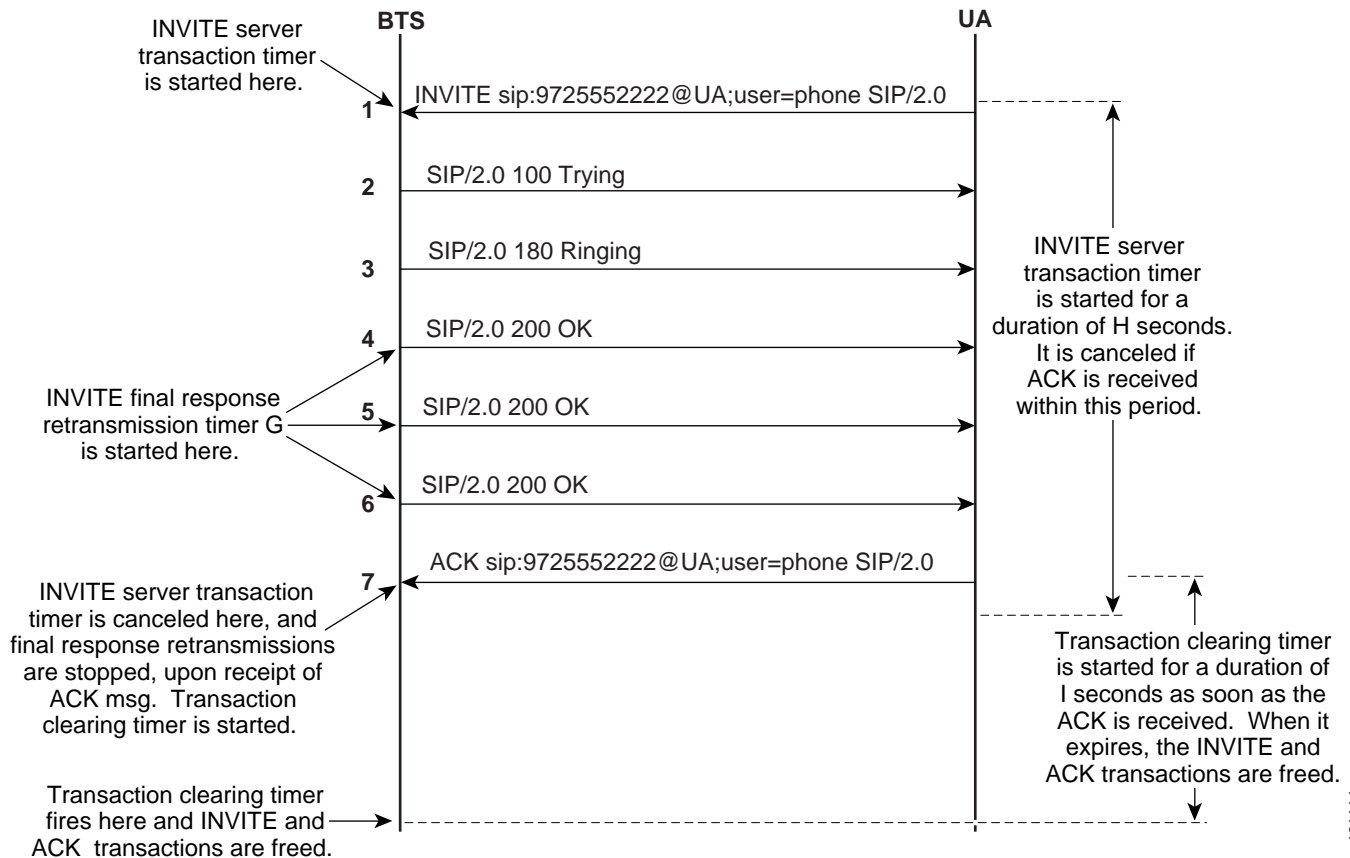 BTS
UA
INVITE server
transaction timer
is started here.
INVITE sip:9725552222@UA;user=phone SIP/2.0
1
SIP/2.0 100 Trying
2
SIP/2.0 180 Ringing
3
SIP/2.0 200 OK
4
INVITE server
transaction timer
is started for a
duration of H seconds.
It is canceled if
ACK is received
within this period.
INVITE final response
retransmission timer G
is started here.
SIP/2.0 200 OK
5
SIP/2.0 200 OK
6
ACK sip:9725552222@UA;user=phone SIP/2.0
7
INVITE server transaction
timer is canceled here, and
final response retransmissions
are stopped, upon receipt of
ACK msg. Transaction
clearing timer is started.
Transaction clearing timer
is started for a duration of
I seconds as soon as the
ACK is received. When it
expires, the INVITE and
ACK transactions are freed.
Transaction clearing timer
fires here and INVITE and
ACK transactions are freed.